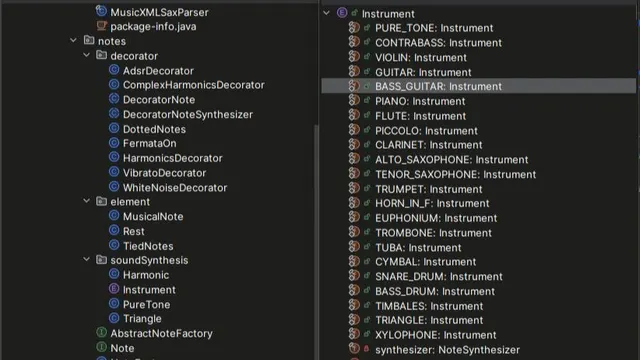 MusicXMLSaxParser
package-info.java
notes
decorator
AdsrDecorator
ComplexHarmonicsDecorator
DecoratorNote
DecoratorNoteSynthesizer
DottedNotes
FermataOn
HarmonicsDecorator
VibratoDecorator
WhiteNoiseDecorator
element
MusicalNote
Rest
TiedNotes
soundSynthesis
Harmonic
Instrument
PureTone
Triangle
AbstractNoteFactory
Note
Instrument
PURE_TONE: Instrument
CONTRABASS: Instrument
VIOLIN: Instrument
GUITAR: Instrument
BASS_GUITAR: Instrument
PIANO: Instrument
FLUTE: Instrument
PICCOLO: Instrument
CLARINET: Instrument
ALTO_SAXOPHONE: Instrument
TENOR_SAXOPHONE: Instrument
TRUMPET: Instrument
HORN_IN_F: Instrument
EUPHONIUM: Instrument
TROMBONE: Instrument
TUBA: Instrument
CYMBAL: Instrument
SNARE_DRUM: Instrument
BASS_DRUM: Instrument
TIMBALES: Instrument
TRIANGLE: Instrument
XYLOPHONE: Instrument
synthesizer: NoteSynthesizer